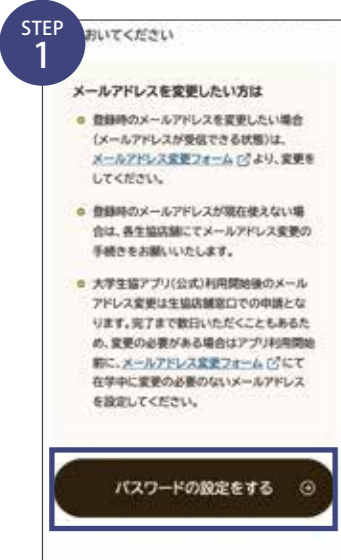 STEP
1
おいてください
メールアドレスを変更したい方は
登録時のメールアドレスを変更したい場合
(メールアドレスが受信できる状態)は、
メールアドレス変更フォーム より、変更を
してください。
登録時のメールアドレスが現在使えない場
合は、各生協店舗にてメールアドレス変更の
手続きをお願いいたします。
大学生協アプリ(公式)利用開始後のメール
アドレス変更は生協店舗窓口での申請とな
ります。完了まで数日いただくこともあるた
め、変更の必要がある場合はアプリ利用開始
前に、メールアドレス変更フォーム にて
在学中に変更の必要のないメールアドレス
を設定してください。
パスワードの設定をする